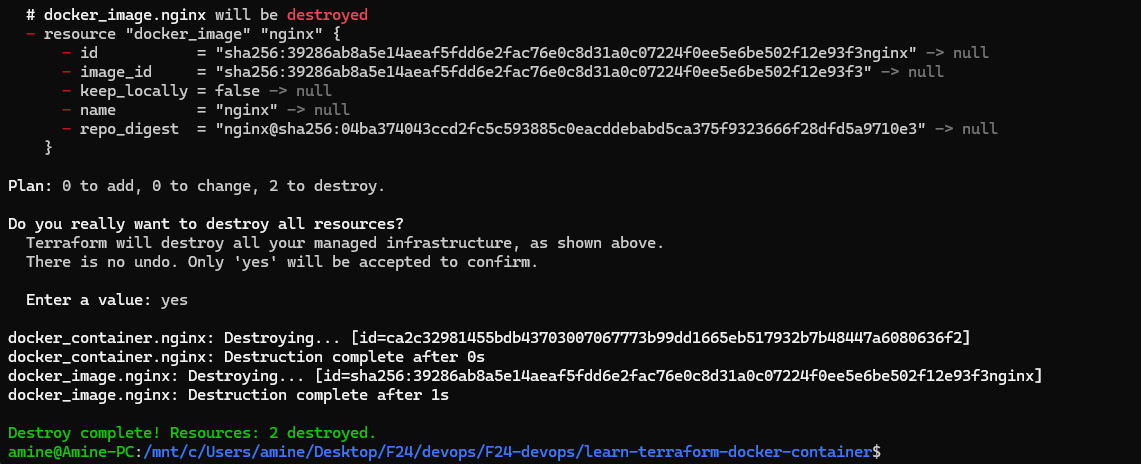 # docker_image.nginx will be destroyed
- resource "docker_image" "nginx" {
- id = "sha256:39286ab8a5e14aeaf5fdd6e2fac76e0c8d31a0c07224f0ee5e6be502f12e93f3nginx" -> null
- image_id = "sha256:39286ab8a5e14aeaf5fdd6e2fac76e0c8d31a0c07224f0ee5e6be502f12e93f3" -> null
- keep_locally = false -> null
- name = "nginx" -> null
- repo_digest = "nginx@sha256:04ba374043ccd2fc5c593885c0eacddebabd5ca375f9323666f28dfd5a9710e3" -> null
}
Plan: 0 to add, 0 to change, 2 to destroy.
Do you really want to destroy all resources?
Terraform will destroy all your managed infrastructure, as shown above.
There is no undo. Only 'yes' will be accepted to confirm.
Enter a value: yes
docker_container.nginx: Destroying... [id=ca2c32981455bdb43703007067773b99dd1665eb517932b7b48447a6080636f2]
docker_container.nginx: Destruction complete after 0s
docker_image.nginx: Destroying... [id=sha256:39286ab8a5e14aeaf5fdd6e2fac76e0c8d31a0c07224f0ee5e6be502f12e93f3nginx]
docker_image.nginx: Destruction complete after 1s
Destroy complete! Resources: 2 destroyed.
amine@Amine-PC:/mnt/c/Users/amine/Desktop/F24/devops/F24-devops/learn-terraform-docker-container$